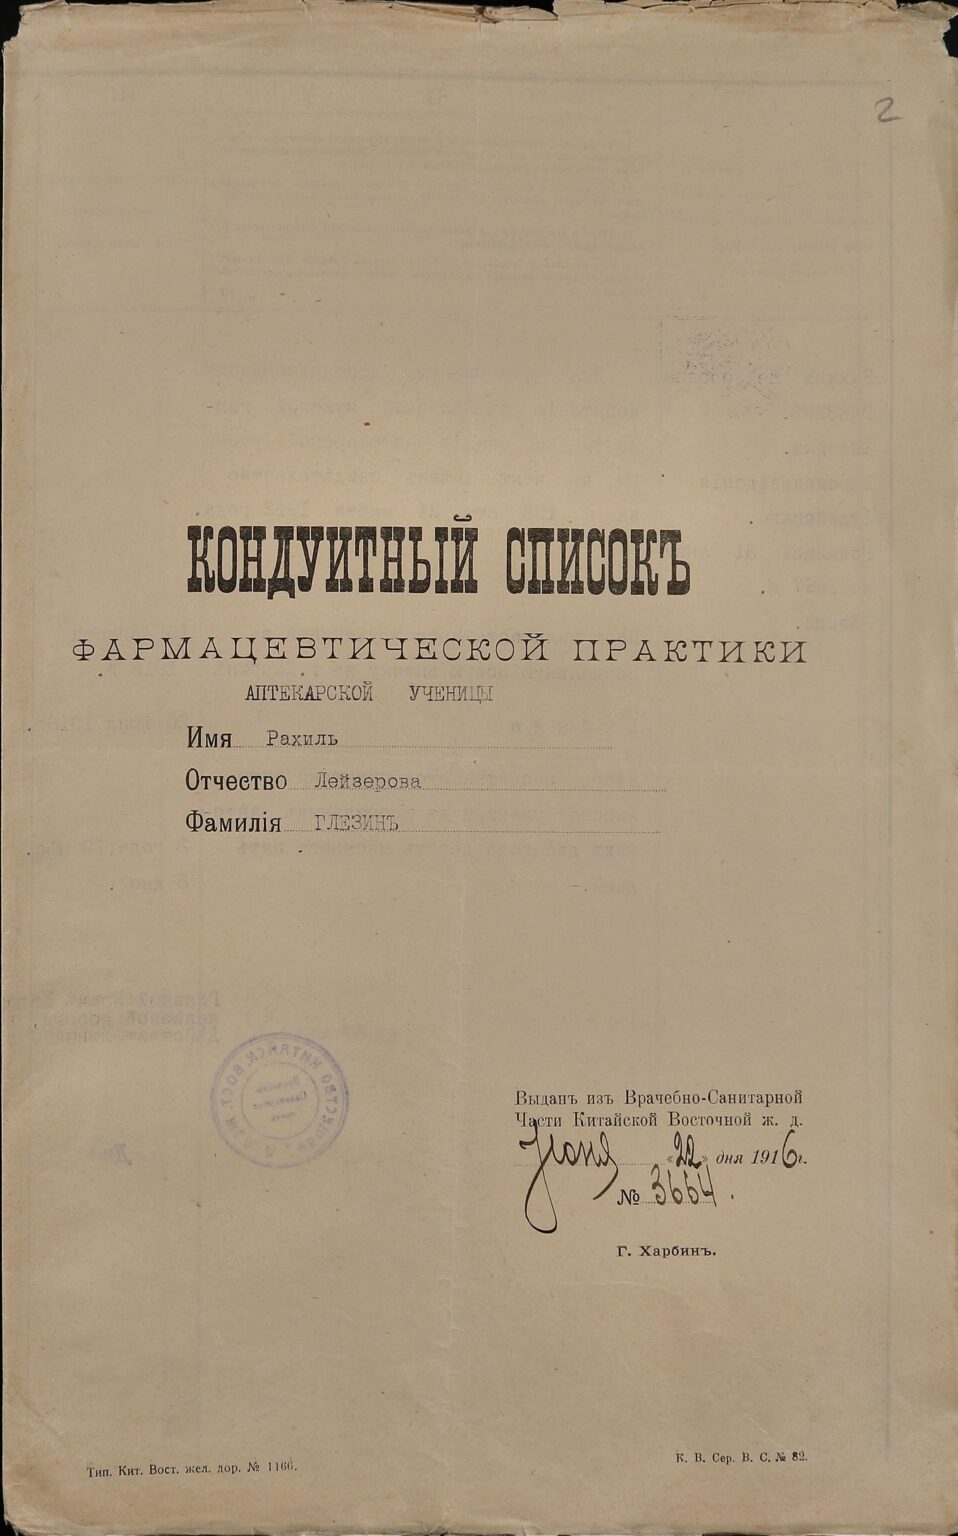 2
КОНДУИТНЫЙ СПИСОКЪ
ФАРМАЦЕВТИЧЕСКОЙ ПРАКТИКИ
АПТЕКАРСКОЙ УЧЕНИЦЫ
Имя Рахиль
Отчество Лейзерова
Фамилія ГЛЕЗИНЪ
Выданъ изъ Врачебно-Санитарной
Части Китайской Восточной ж. д.
Іюня «22» дня 1916г.
№ 3664.
Г. Харбинъ.
Тип. Кит. Вост. жел. дор. № 1166.
К. В. Сер. В. С. № 82.